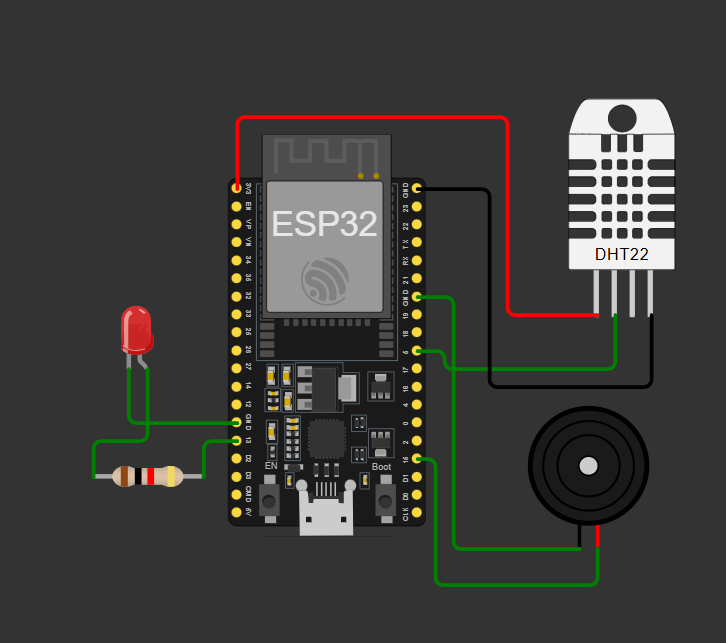 3V3
EN
VP
VN
34
35
32
33
25
26
27
14
12
GND
13
D2
D3
CMD
5V
ESP32
EN
Boot
GND
23
22
TX
RX
21
GND
19
18
5
17
16
4
0
2
15
D1
D0
CLK
DHT22